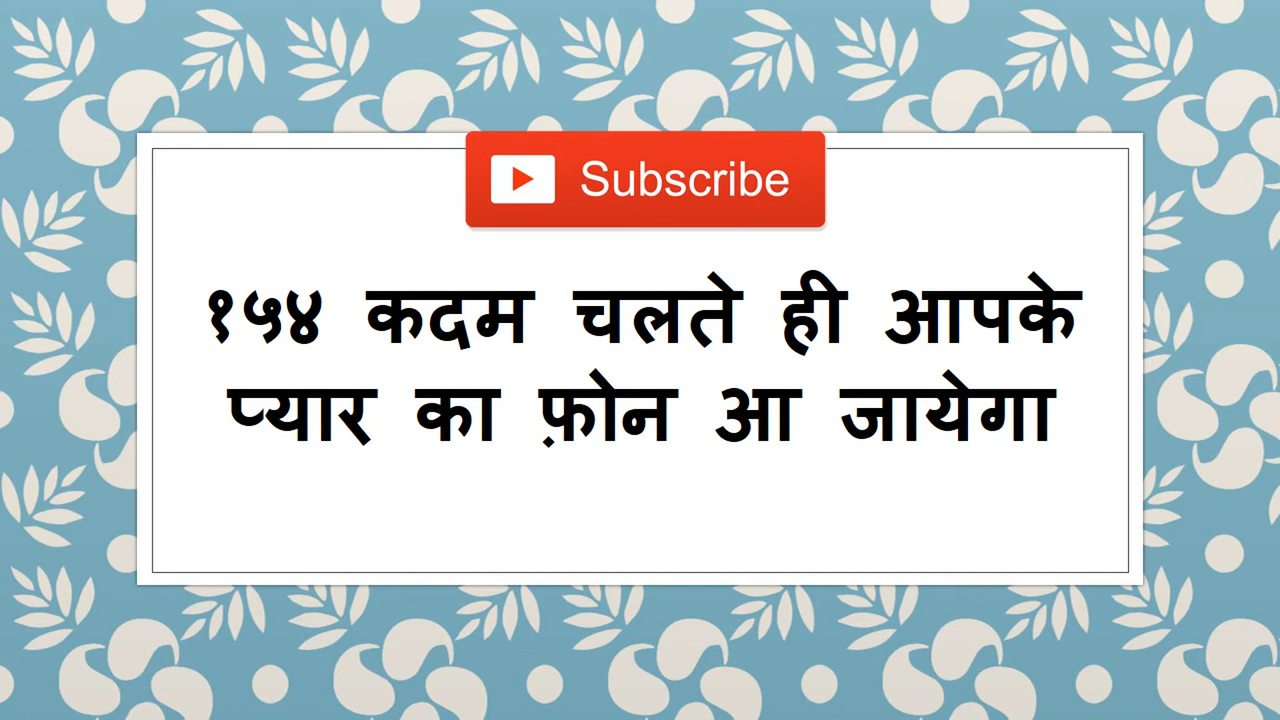 Subscribe
१५४ कदम चलते ही आपके
प्यार का फ़ोन आ जायेगा